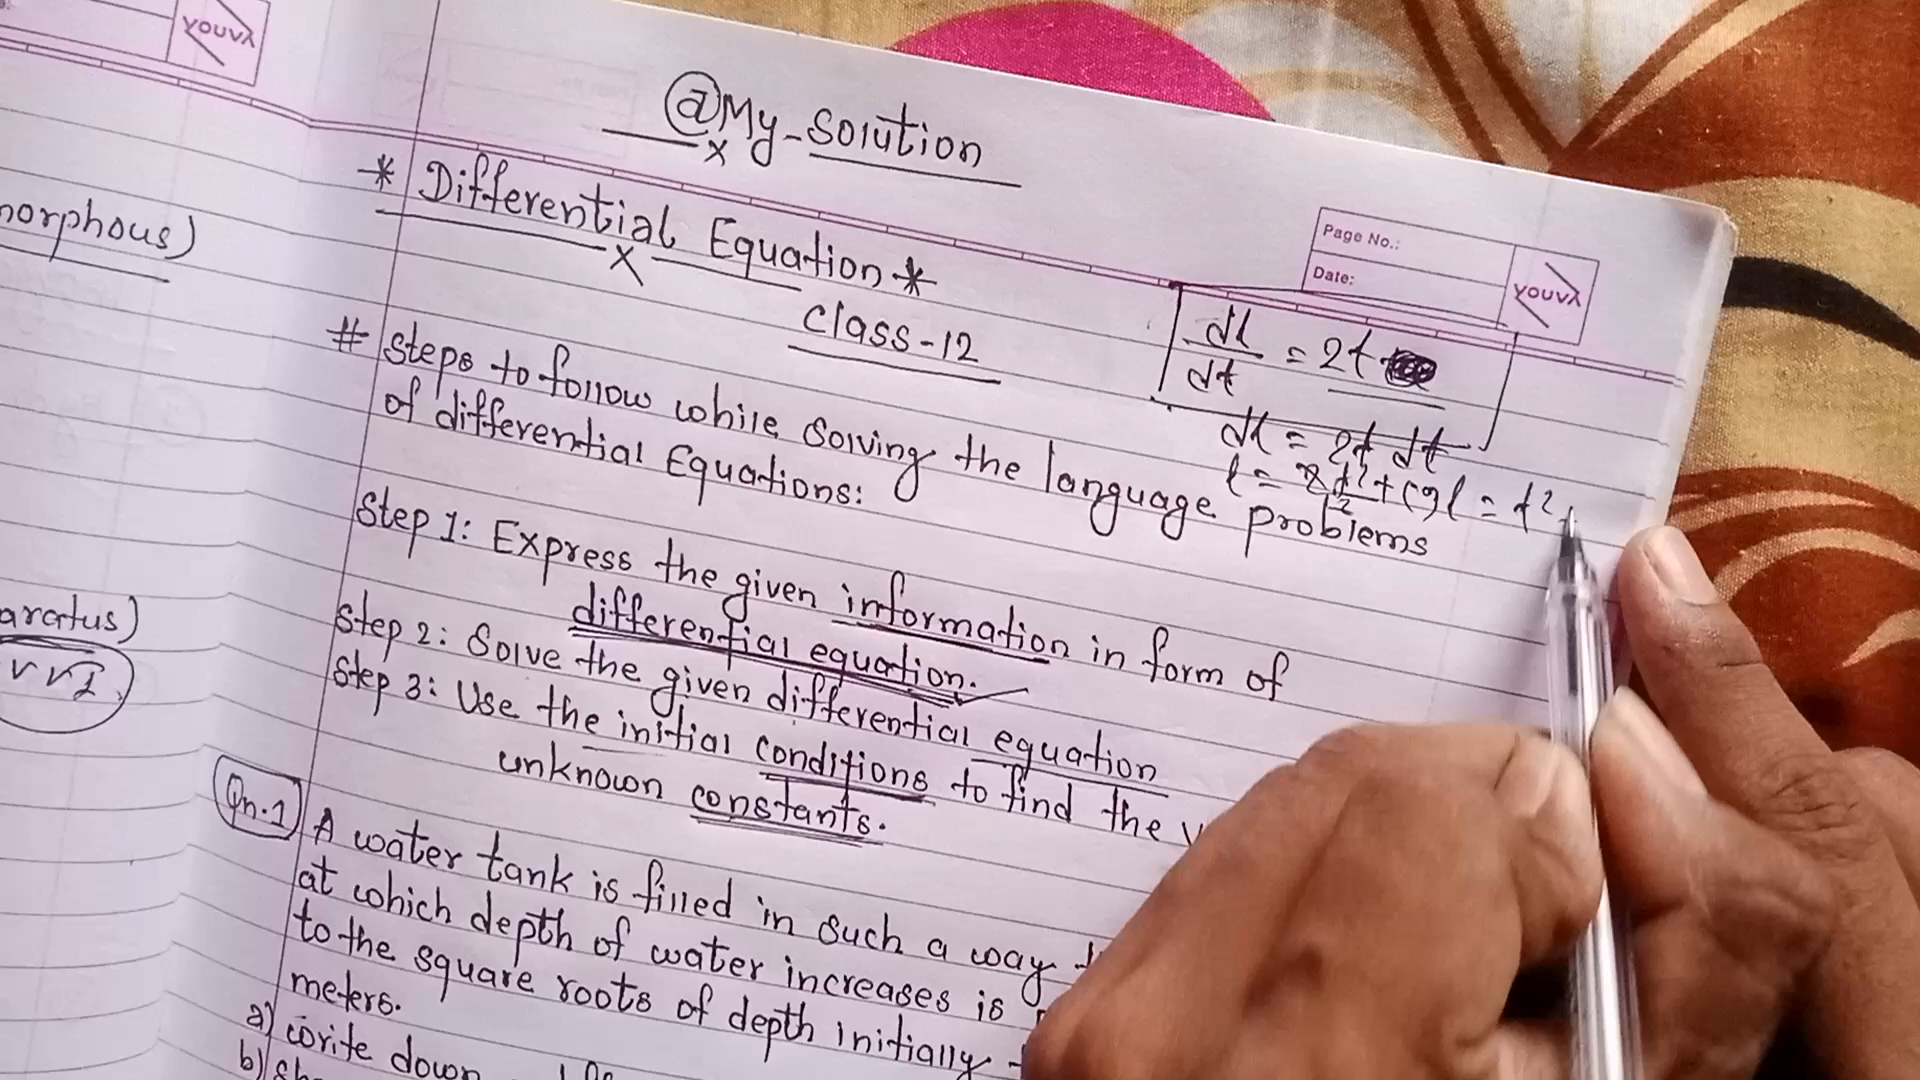 YOUVA
@My-Solution
* Differential Equation *
Class-12
Page No.:
Date:
YOUVA
dl/dt = 2t
dl = 2t dt
norphous)
# Steps to follow while solving the language problems
of differential Equations:
Step 1: Express the given information in form of
differential equation.
Step 2: Solve the given differential equation
Step 3: Use the initial conditions to find the
unknown constants.
aratus)
Qn.1 A water tank is filled in such a way
at which depth of water increases is
to the square roots of depth initially
meters.
a) write down
b)